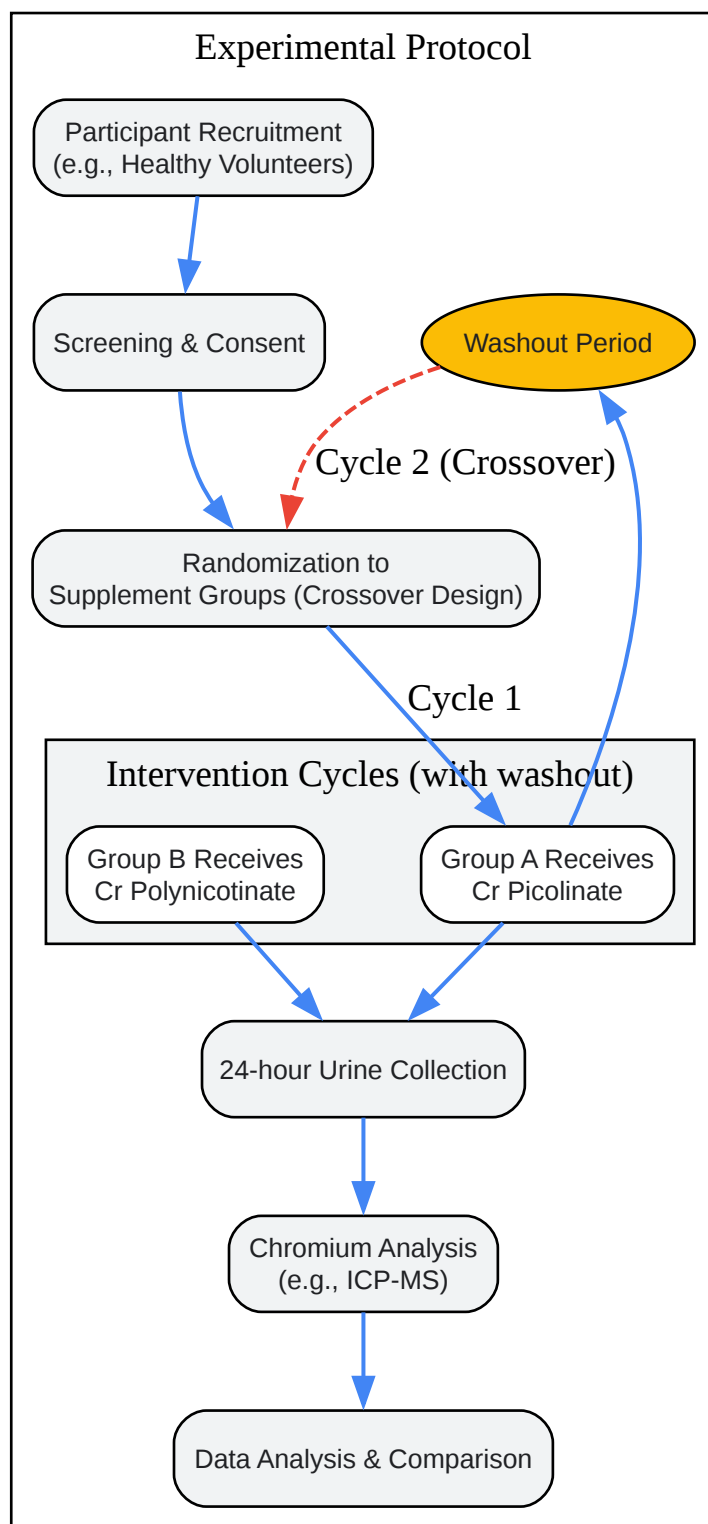 Experimental Protocol
Participant Recruitment
(e.g., Healthy Volunteers)
Screening & Consent
Washout Period
Cycle 2 (Crossover)
Randomization to
Supplement Groups (Crossover Design)
Cycle 1
Intervention Cycles (with washout)
Group B Receives
Cr Polynicotinate
Group A Receives
Cr Picolinate
24-hour Urine Collection
Chromium Analysis
(e.g., ICP-MS)
Data Analysis & Comparison